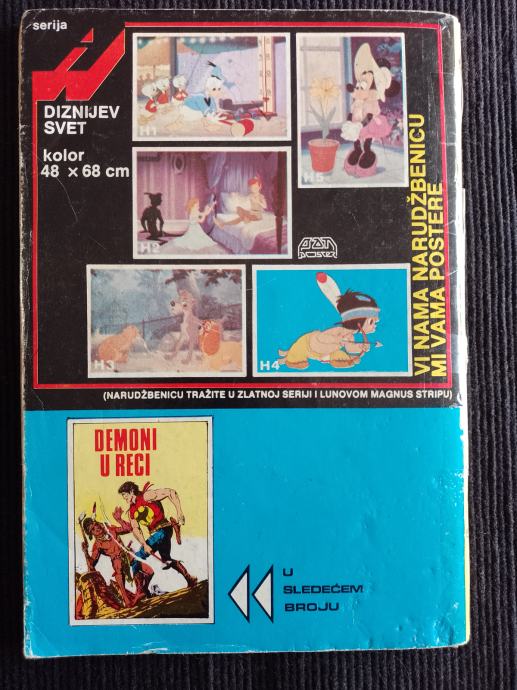 serija
DIZNIJEV
SVET
kolor
48 × 68 cm
H1
H5
H2
H3
H4
VI NAMA NARUDŽBENICU
MI VAMA POSTERE
(NARUDŽBENICU TRAŽITE U ZLATNOJ SERIJI I LUNOVOM MAGNUS STRIPU)
DEMONI
U RECI
U
SLEDEĆEM
BROJU